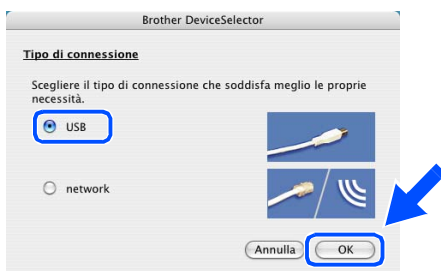 Brother DeviceSelector
Tipo di connessione
Scegliere il tipo di connessione che soddisfa meglio le proprie
necessità.
USB
network
Annulla
OK